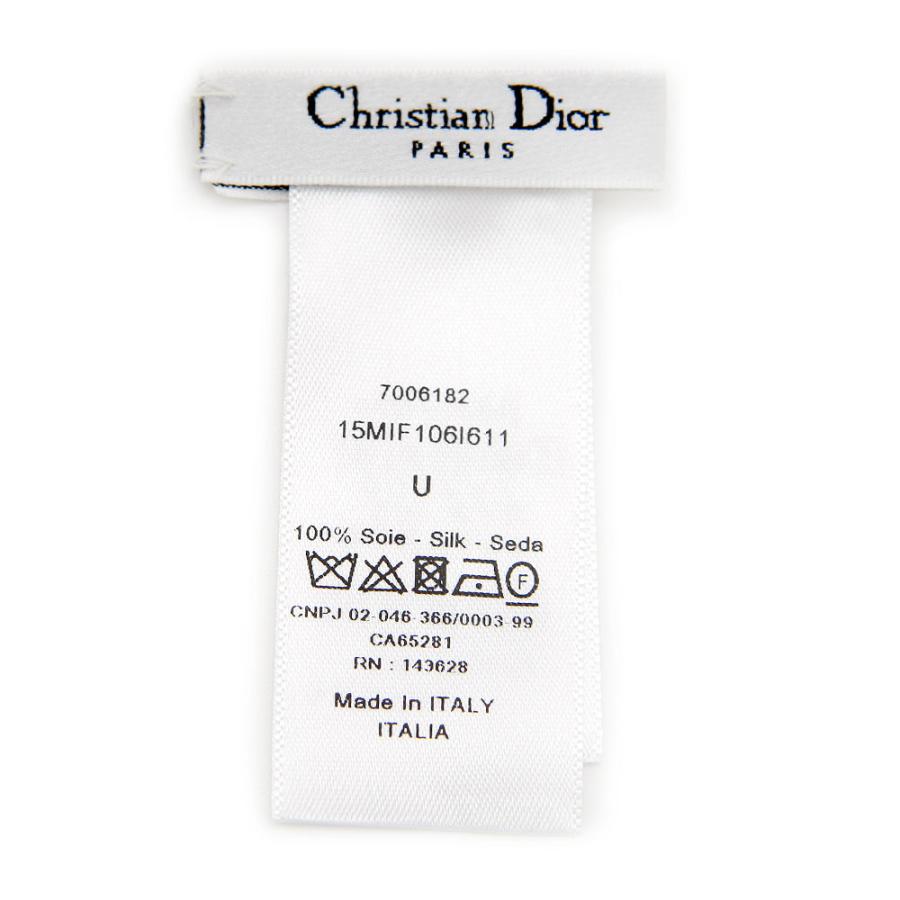 Christian Dior
PARIS
7006182
15MIF106I611
U
100% Soie - Silk - Seda
F
CNPJ 02-046-366/0003-99
CA65281
RN : 143628
Made In ITALY
ITALIA